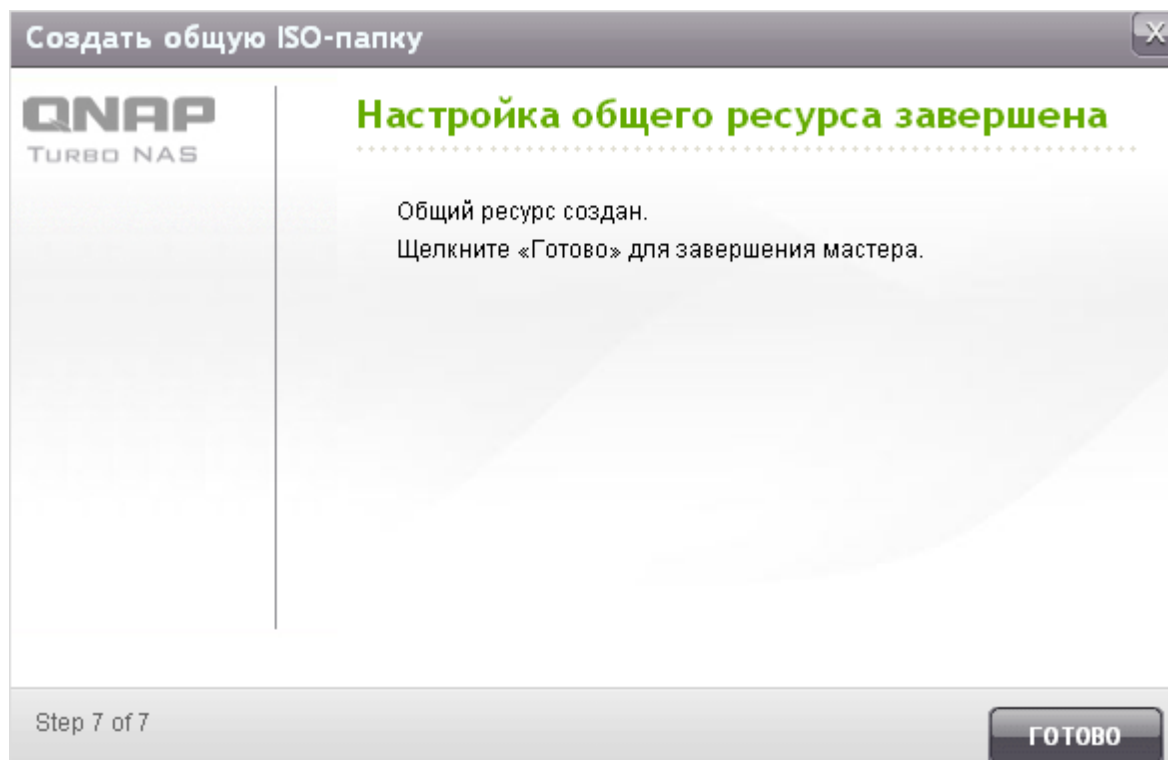 Создать общую ISO-папку
X
QNAP
TURBO NAS
Настройка общего ресурса завершена
Общий ресурс создан.
Щелкните «Готово» для завершения мастера.
Step 7 of 7
ГОТОВО